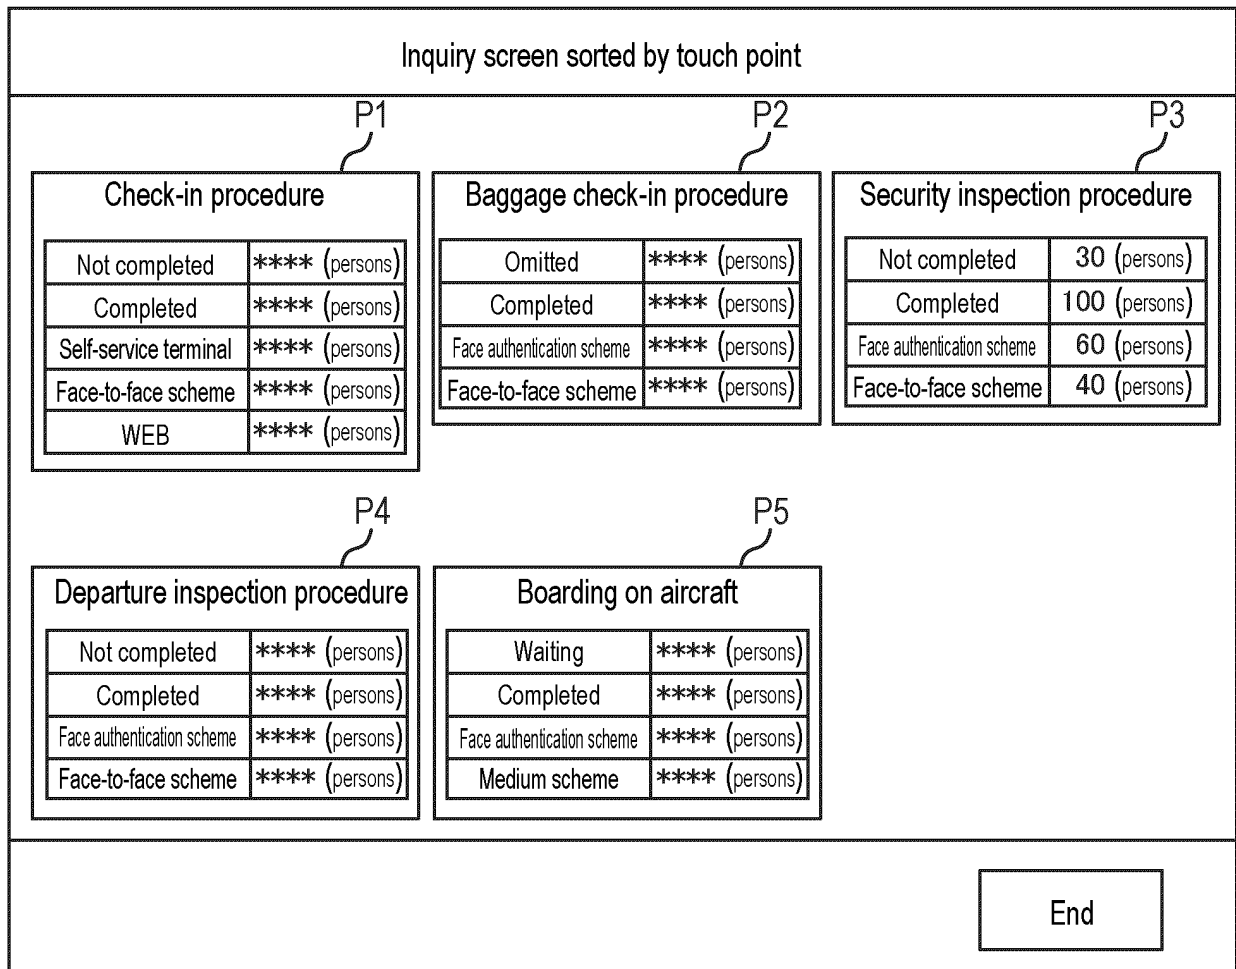 Inquiry screen sorted by touch point
P1
Check-in procedure
Not completed **** (persons)
Completed **** (persons)
Self-service terminal **** (persons)
Face-to-face scheme **** (persons)
WEB **** (persons)
P2
Baggage check-in procedure
Omitted **** (persons)
Completed **** (persons)
Face authentication scheme **** (persons)
Face-to-face scheme **** (persons)
P3
Security inspection procedure
Not completed 30 (persons)
Completed 100 (persons)
Face authentication scheme 60 (persons)
Face-to-face scheme 40 (persons)
P4
Departure inspection procedure
Not completed **** (persons)
Completed **** (persons)
Face authentication scheme **** (persons)
Face-to-face scheme **** (persons)
P5
Boarding on aircraft
Waiting **** (persons)
Completed **** (persons)
Face authentication scheme **** (persons)
Medium scheme **** (persons)
End